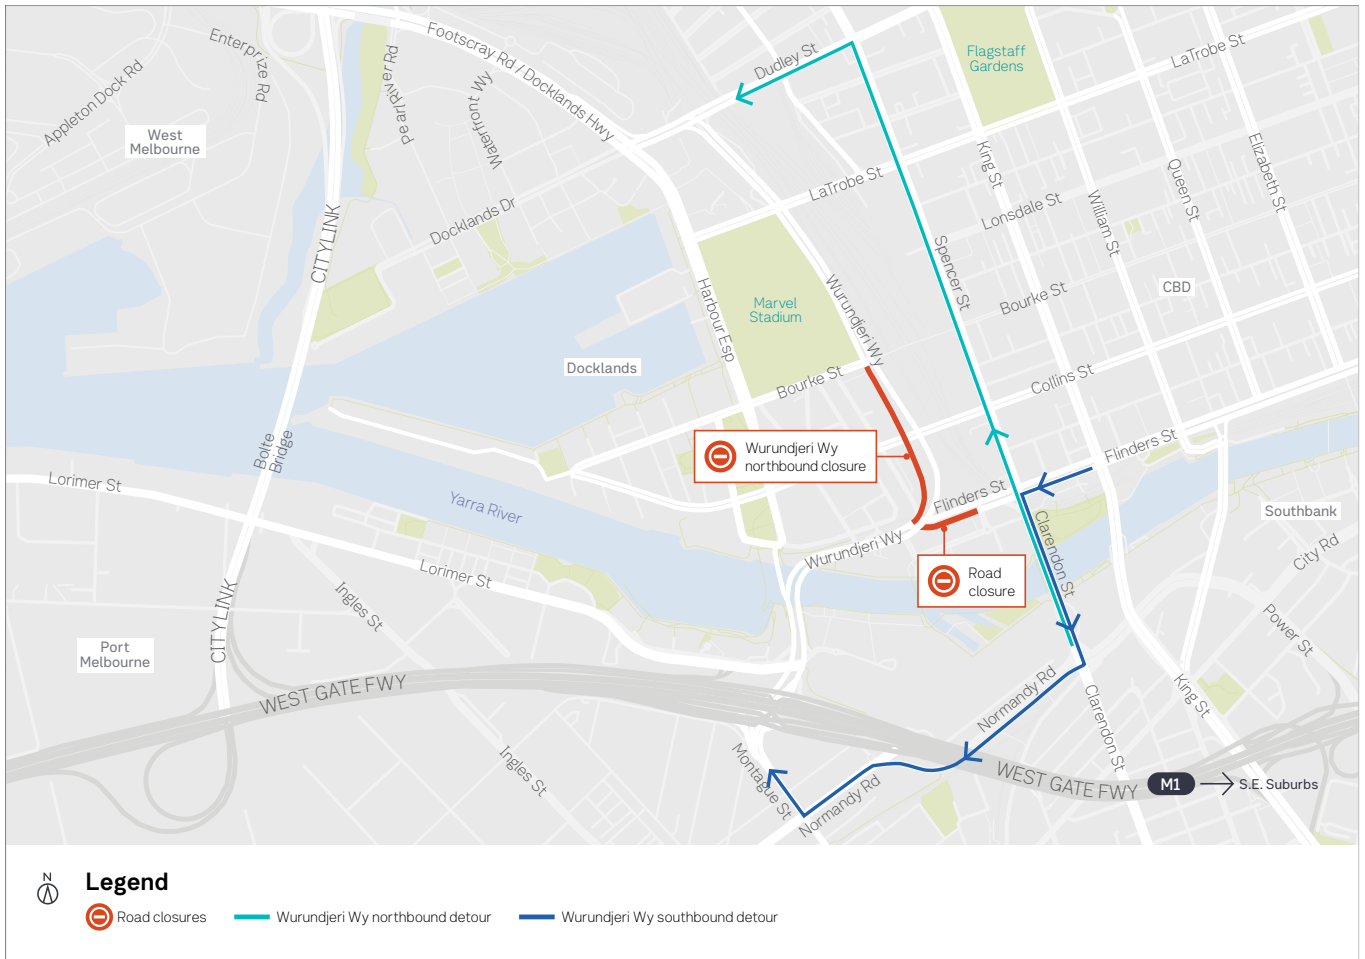 Footscray Rd / Docklands Hwy
Enterprize Rd
Appleton Dock Rd
Pearl River Rd
Waterfront Wy
Dudley St
Flagstaff
Gardens
LaTrobe St
West
Melbourne
CITYLINK
Docklands Dr
LaTrobe St
King St
Lonsdale St
William St
Queen St
Elizabeth St
Spencer St
Harbour Esp
Marvel
Stadium
Wurundjeri Wy
Bourke St
CBD
Docklands
Bourke St
Collins St
Bolte
Bridge
Wurundjeri Wy
northbound closure
Flinders St
Flinders St
Lorimer St
Yarra River
Wurundjeri Wy
Clarendon St
Southbank
City Rd
Road
closure
Lorimer St
Ingles St
CITYLINK
Port
Melbourne
Power St
WEST GATE FWY
Normandy Rd
Clarendon St
King St
Ingles St
Montague St
Normandy Rd
WEST GATE FWY
M1
S.E. Suburbs
N
Legend
Road closures
Wurundjeri Wy northbound detour
Wurundjeri Wy southbound detour